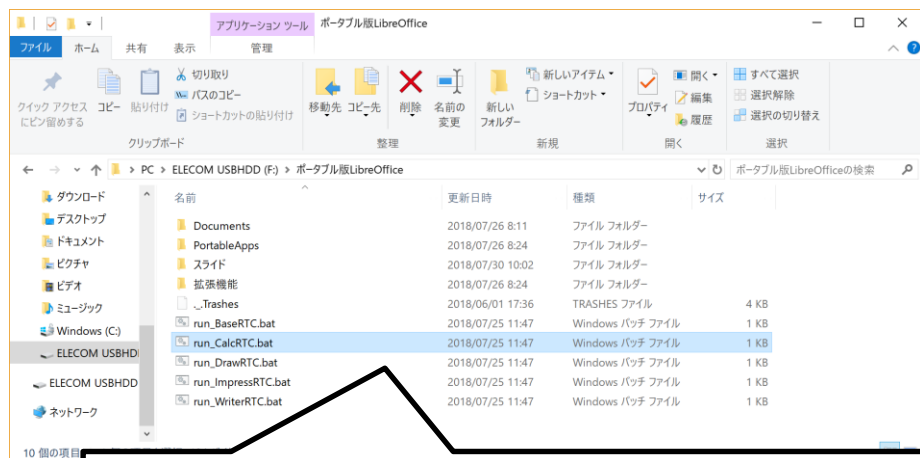 アプリケーション ツール ポータブル版LibreOffice
ファイル ホーム 共有 表示 管理
クイック アクセス
にピン留めする
コピー
貼り付け
切り取り
パスのコピー
ショートカットの貼り付け
移動先 コピー先 削除 名前の
変更
新しい
フォルダー
新しいアイテム
ショートカット
プロパティ
開く
編集
履歴
すべて選択
選択解除
選択の切り替え
クリップボード 整理 新規 開く 選択
PC > ELECOM USBHDD (F:) > ポータブル版LibreOffice
ポータブル版LibreOfficeの検索
ダウンロード
デスクトップ
ドキュメント
ピクチャ
ビデオ
ミュージック
Windows (C:)
ELECOM USBHD
ELECOM USBHDD
ネットワーク
名前 更新日時 種類 サイズ
Documents 2018/07/26 8:11 ファイル フォルダー
PortableApps 2018/07/26 8:24 ファイル フォルダー
スライド 2018/07/30 10:02 ファイル フォルダー
拡張機能 2018/07/26 8:24 ファイル フォルダー
._.Trashes 2018/06/01 17:36 TRASHES ファイル 4 KB
run_BaseRTC.bat 2018/07/25 11:47 Windows バッチ ファイル 1 KB
run_CalcRTC.bat 2018/07/25 11:47 Windows バッチ ファイル 1 KB
run_DrawRTC.bat 2018/07/25 11:47 Windows バッチ ファイル 1 KB
run_ImpressRTC.bat 2018/07/25 11:47 Windows バッチ ファイル 1 KB
run_WriterRTC.bat 2018/07/25 11:47 Windows バッチ ファイル 1 KB
10 個の項目